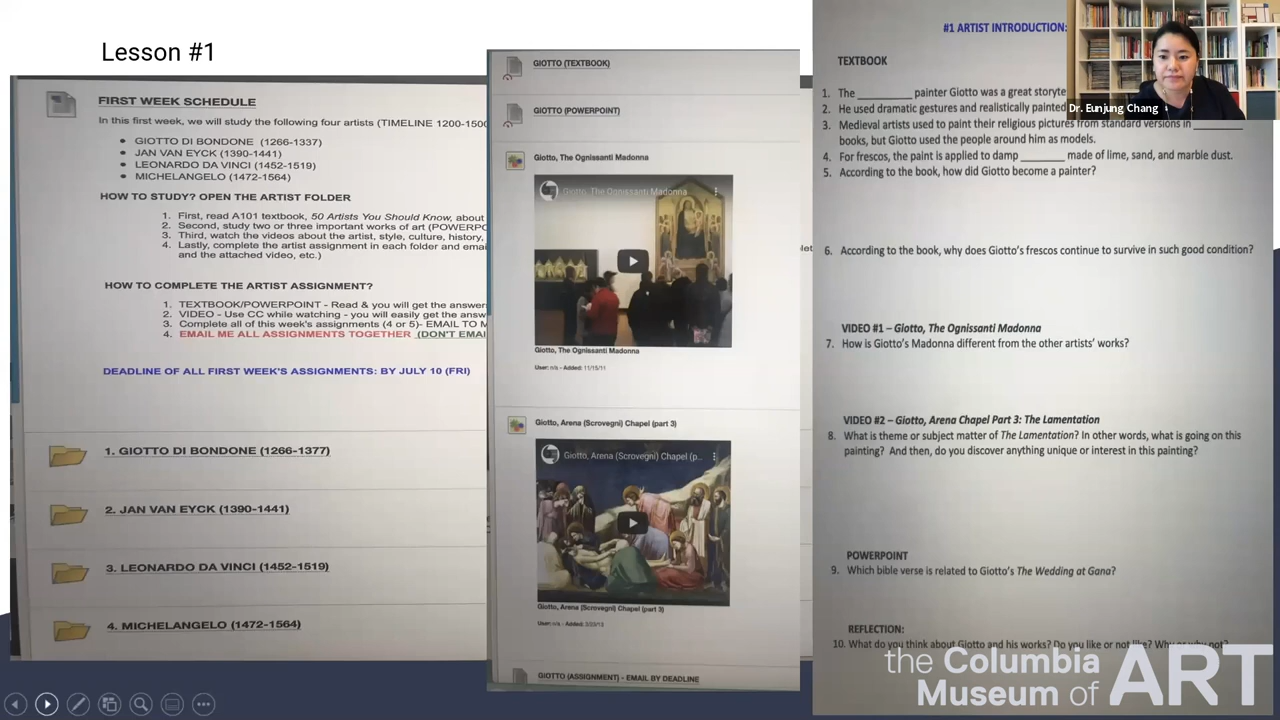 Lesson #1
FIRST WEEK SCHEDULE
In this first week, we will study the following four artists (TIMELINE 1200-1500
GIOTTO DI BONDONE (1266-1337)
JAN VAN EYCK (1390-1441)
LEONARDO DA VINCI (1452-1519)
MICHELANGELO (1472-1564)
HOW TO STUDY? OPEN THE ARTIST FOLDER
1. First, read A101 textbook, 50 Artists You Should Know, about
2. Second, study two or three important works of art (POWERPO
3. Third, watch the videos about the artist, style, culture, history,
4. Lastly, complete the artist assignment in each folder and emai
and the attached video, etc.)
HOW TO COMPLETE THE ARTIST ASSIGNMENT?
1. TEXTBOOK/POWERPOINT - Read & you will get the answer
2. VIDEO - Use CC while watching - you will easily get the answ
3. Complete all of this week's assignments (4 or 5)- EMAIL TO M
4. EMAIL ME ALL ASSIGNMENTS TOGETHER (DON'T EMAI
DEADLINE OF ALL FIRST WEEK'S ASSIGNMENTS: BY JULY 10 (FRI)
1. GIOTTO DI BONDONE (1266-1377)
2. JAN VAN EYCK (1390-1441)
3. LEONARDO DA VINCI (1452-1519)
4. MICHELANGELO (1472-1564)
GIOTTO (TEXTBOOK)
GIOTTO (POWERPOINT)
Giotto, The Ognissanti Madonna
Giotto, The Ognissanti Madonna
Giotto, The Ognissanti Madonna
User: n/a - Added: 11/15/11
Giotto, Arena (Scrovegni) Chapel (part 3)
Giotto, Arena (Scrovegni) Chapel (p...
Giotto, Arena (Scrovegni) Chapel (part 3)
GIOTTO (ASSIGNMENT) - EMAIL BY DEADLINE
#1 ARTIST INTRODUCTION:
TEXTBOOK
1. The ________ painter Giotto was a great storyte
2. He used dramatic gestures and realistically painted
3. Medieval artists used to paint their religious pictures from standard versions in ________
books, but Giotto used the people around him as models.
4. For frescos, the paint is applied to damp _______ made of lime, sand, and marble dust.
5. According to the book, how did Giotto become a painter?
6. According to the book, why does Giotto's frescos continue to survive in such good condition?
VIDEO #1 – Giotto, The Ognissanti Madonna
7. How is Giotto's Madonna different from the other artists' works?
VIDEO #2 – Giotto, Arena Chapel Part 3: The Lamentation
8. What is theme or subject matter of The Lamentation? In other words, what is going on this
painting? And then, do you discover anything unique or interest in this painting?
POWERPOINT
9. Which bible verse is related to Giotto's The Wedding at Gana?
REFLECTION:
10. What do you think about Giotto and his works? Do you like or not like? Why or why not?
Dr. Eunjung Chang
the Columbia
Museum of ART